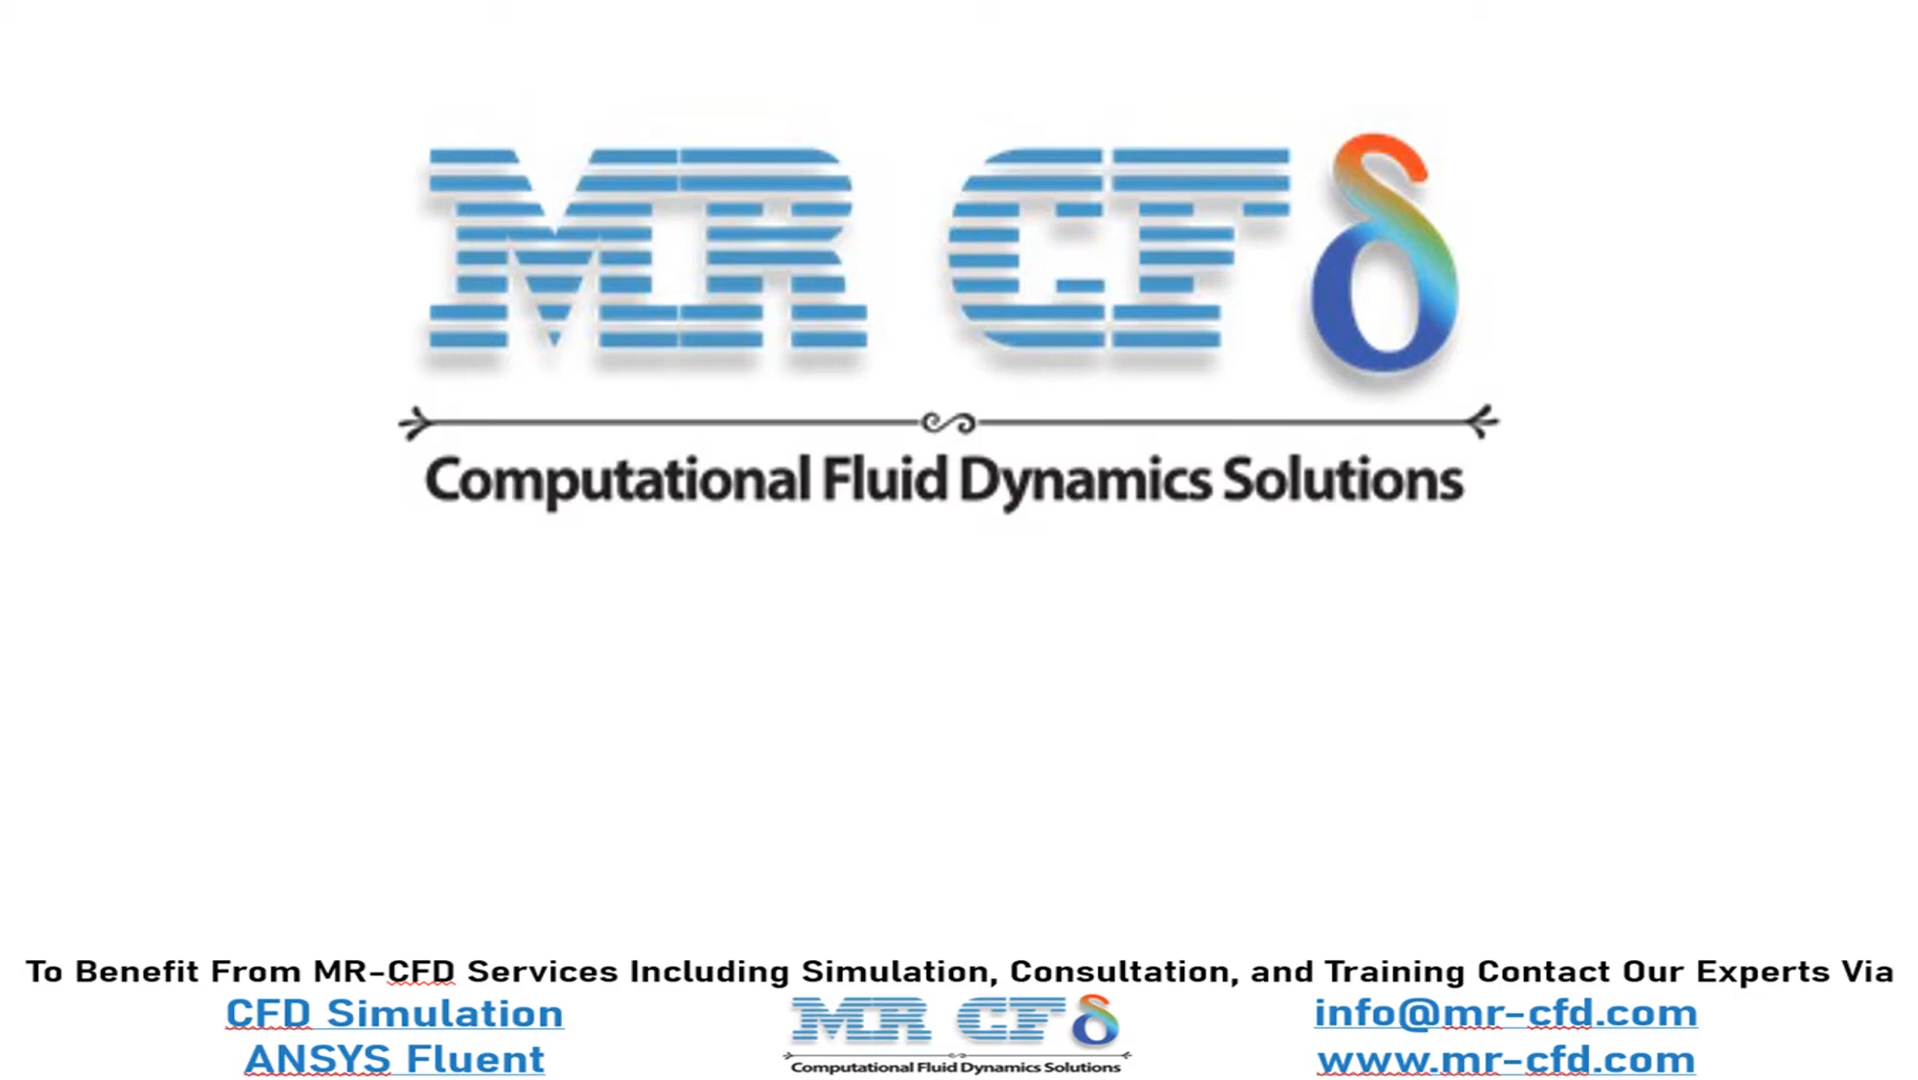 MR CFδ
Computational Fluid Dynamics Solutions
To Benefit From MR-CFD Services Including Simulation, Consultation, and Training Contact Our Experts Via
CFD Simulation
ANSYS Fluent
MR CFδ
Computational Fluid Dynamics Solutions
info@mr-cfd.com
www.mr-cfd.com